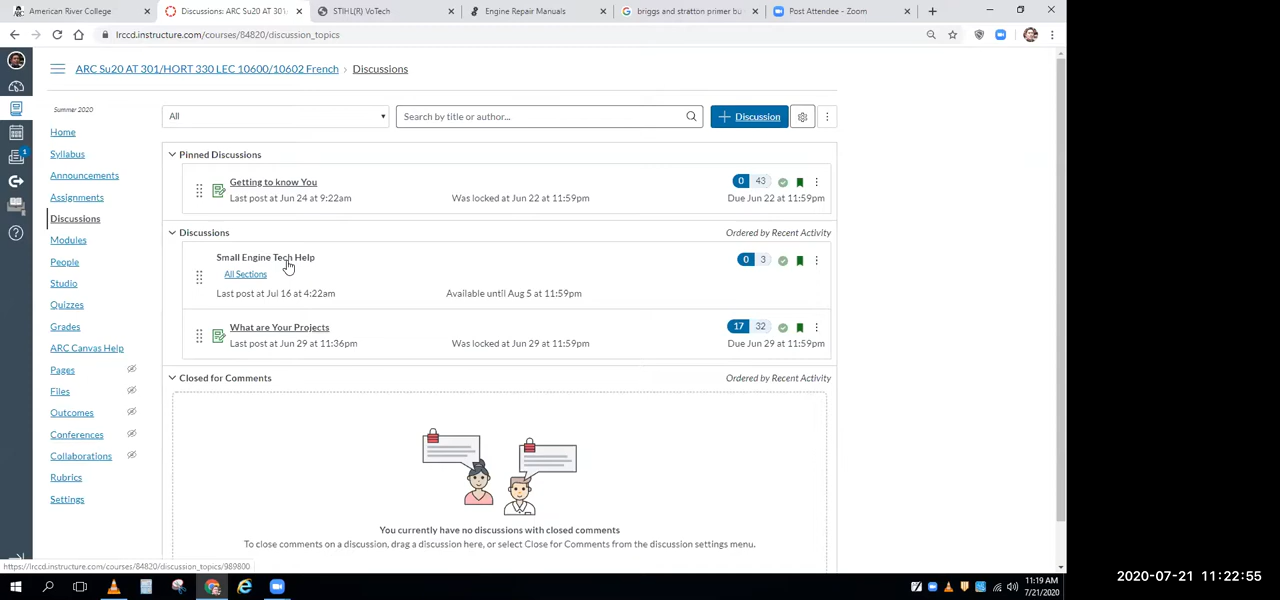 American River College
Discussions: ARC Su20 AT 301/
STIHL(R) VoTech
Engine Repair Manuals
briggs and stratton primer bu
Post Attendee - Zoom
lrccd.instructure.com/courses/84820/discussion_topics
ARC Su20 AT 301/HORT 330 LEC 10600/10602 French > Discussions
Summer 2020
Home
Syllabus
Announcements
Assignments
Discussions
Modules
People
Studio
Quizzes
Grades
ARC Canvas Help
Pages
Files
Outcomes
Conferences
Collaborations
Rubrics
Settings
1
All
Search by title or author...
+ Discussion
Pinned Discussions
Getting to know You
0 43
Last post at Jun 24 at 9:22am
Was locked at Jun 22 at 11:59pm
Due Jun 22 at 11:59pm
Discussions
Ordered by Recent Activity
Small Engine Tech Help
0 3
All Sections
Last post at Jul 16 at 4:22am
Available until Aug 5 at 11:59pm
What are Your Projects
17 32
Last post at Jun 29 at 11:36pm
Was locked at Jun 29 at 11:59pm
Due Jun 29 at 11:59pm
Closed for Comments
Ordered by Recent Activity
You currently have no discussions with closed comments
To close comments on a discussion, drag a discussion here, or select Close for Comments from the discussion settings menu.
https://lrccd.instructure.com/courses/84820/discussion_topics/989800
11:19 AM
7/21/2020
2020-07-21 11:22:55